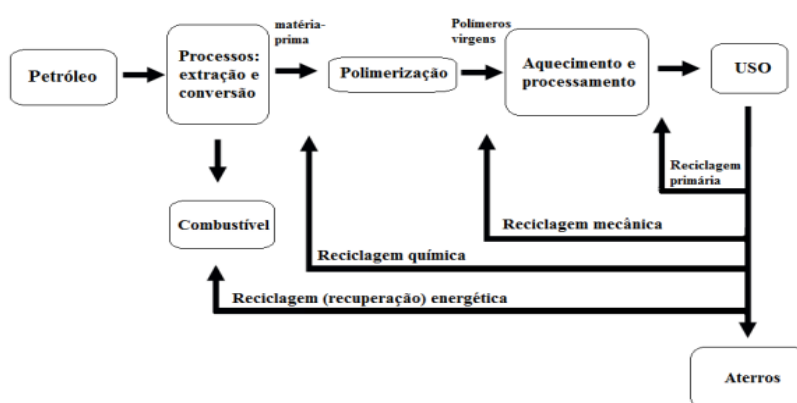 Petróleo
Processos:
extração e
conversão
matéria-
prima
Polimerização
Polímeros
virgens
Aquecimento e
processamento
USO
Reciclagem
primária
Combustível
Reciclagem mecânica
Reciclagem química
Reciclagem (recuperação) energética
Aterros